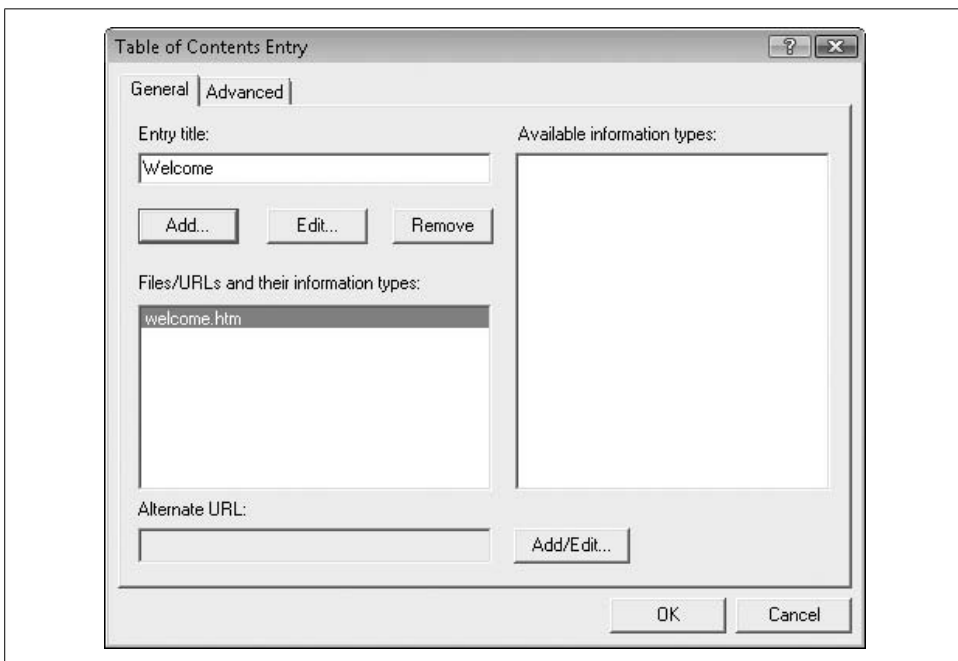 Table of Contents Entry
General
Advanced
Entry title:
Welcome
Add...
Edit...
Remove
Files/URLs and their information types:
welcome.htm
Alternate URL:
Available information types:
Add/Edit...
OK
Cancel